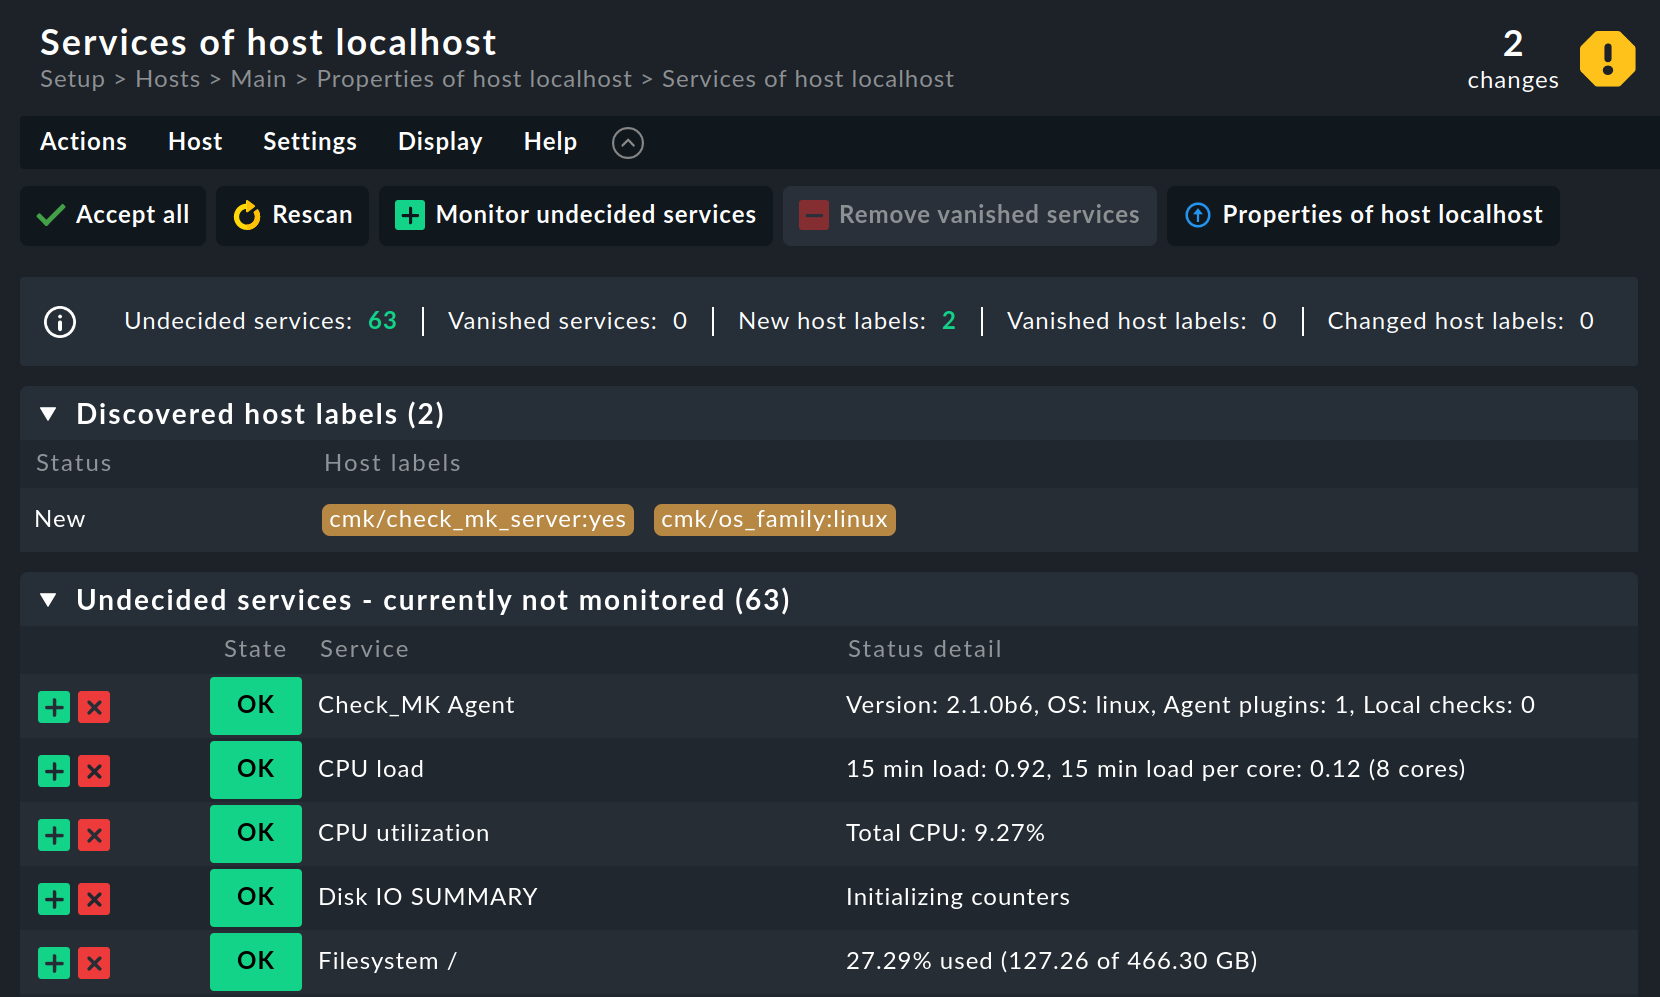 Services of host localhost
2
Setup > Hosts > Main > Properties of host localhost > Services of host localhost
changes
Actions Host Settings Display Help
Accept all Rescan Monitor undecided services Remove vanished services Properties of host localhost
Undecided services: 63 Vanished services: 0 New host labels: 2 Vanished host labels: 0 Changed host labels: 0
Discovered host labels (2)
Status Host labels
New cmk/check_mk_server:yes cmk/os_family:linux
Undecided services - currently not monitored (63)
State Service Status detail
OK Check_MK Agent Version: 2.1.0b6, OS: linux, Agent plugins: 1, Local checks: 0
OK CPU load 15 min load: 0.92, 15 min load per core: 0.12 (8 cores)
OK CPU utilization Total CPU: 9.27%
OK Disk IO SUMMARY Initializing counters
OK Filesystem / 27.29% used (127.26 of 466.30 GB)